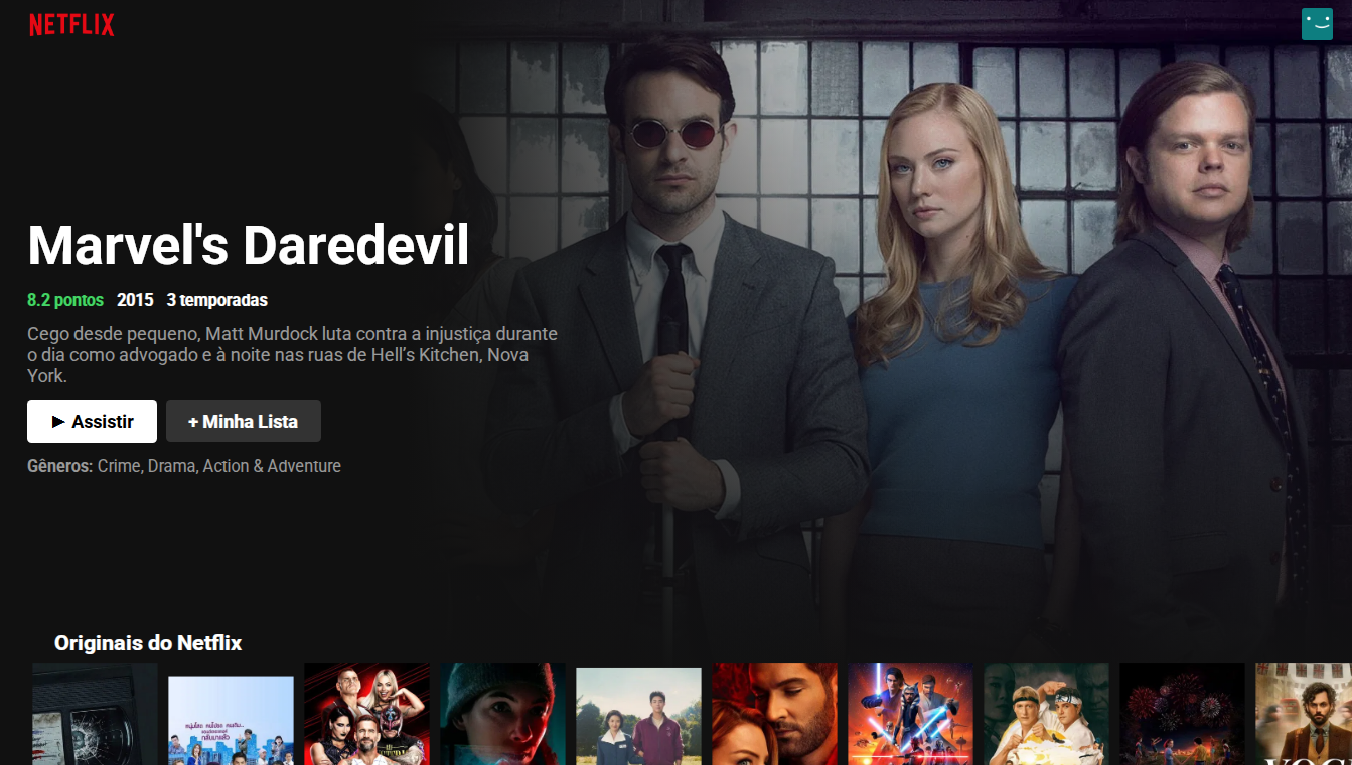 NETFLIX
Marvel's Daredevil
8.2 pontos 2015 3 temporadas
Cego desde pequeno, Matt Murdock luta contra a injustiça durante
o dia como advogado e à noite nas ruas de Hell’s Kitchen, Nova
York.
Assistir + Minha Lista
Gêneros: Crime, Drama, Action & Adventure
Originais do Netflix